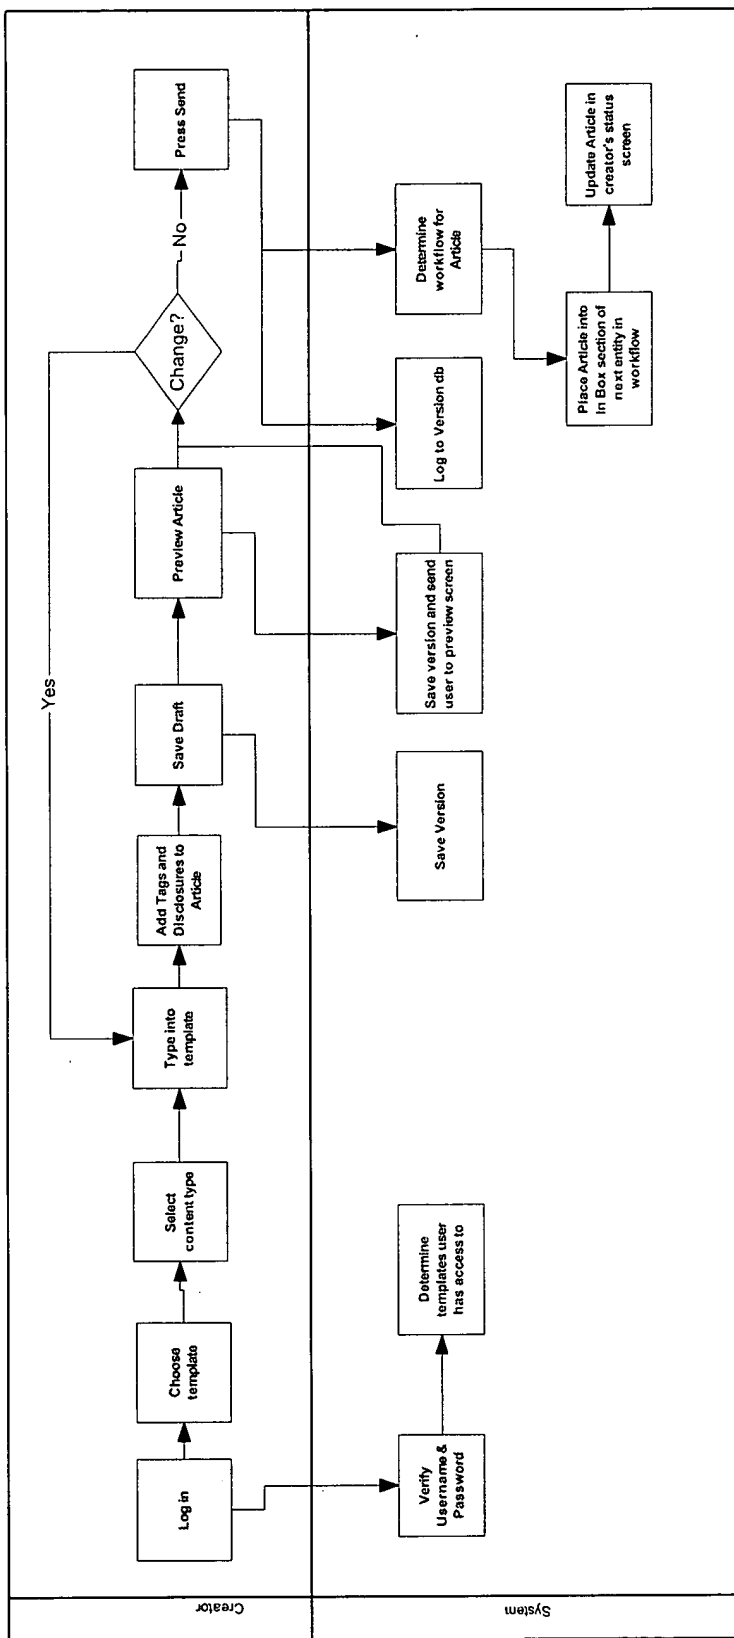 Creator
Log in
Choose
template
Select
content type
Type into
template
Add Tags and
Disclosures to
Article
Save Draft
Preview Article
Change?
Yes
No
Press Send
System
Verify
Username &
Password
Determine
templates user
has access to
Save Version
Save version and send
user to preview screen
Log to Version db
Determine
workflow for
Article
Place Article into
In Box section of
next entity in
workflow
Update Article in
creator's status
screen